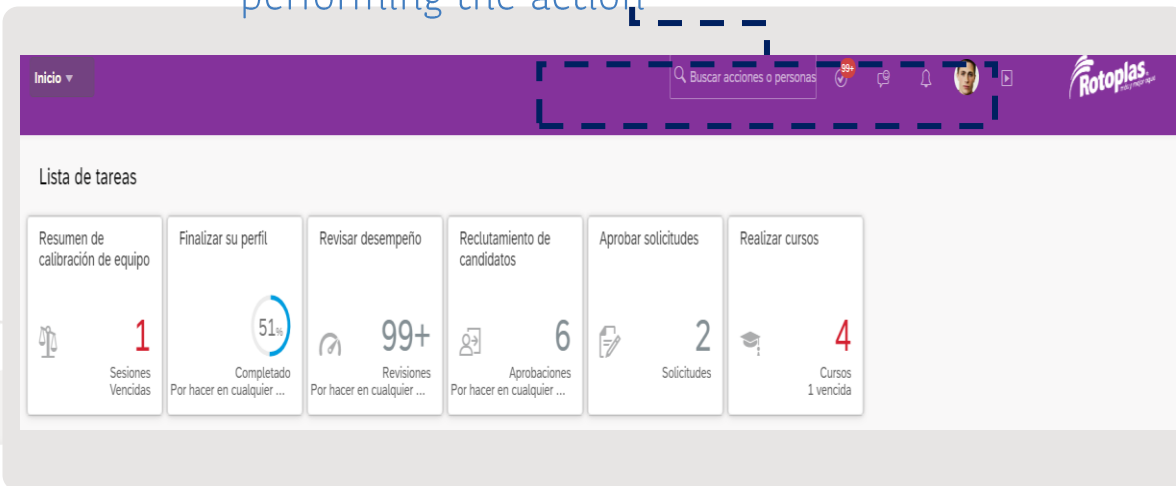 performing the action
Inicio ▾
Buscar acciones o personas
99+
Rotoplas
Lista de tareas
Resumen de
calibración de equipo
1
Sesiones
Vencidas
Finalizar su perfil
51%
Completado
Por hacer en cualquier ...
Revisar desempeño
99+
Revisiones
Por hacer en cualquier ...
Reclutamiento de
candidatos
6
Aprobaciones
Por hacer en cualquier ...
Aprobar solicitudes
2
Solicitudes
Realizar cursos
4
Cursos
1 vencida